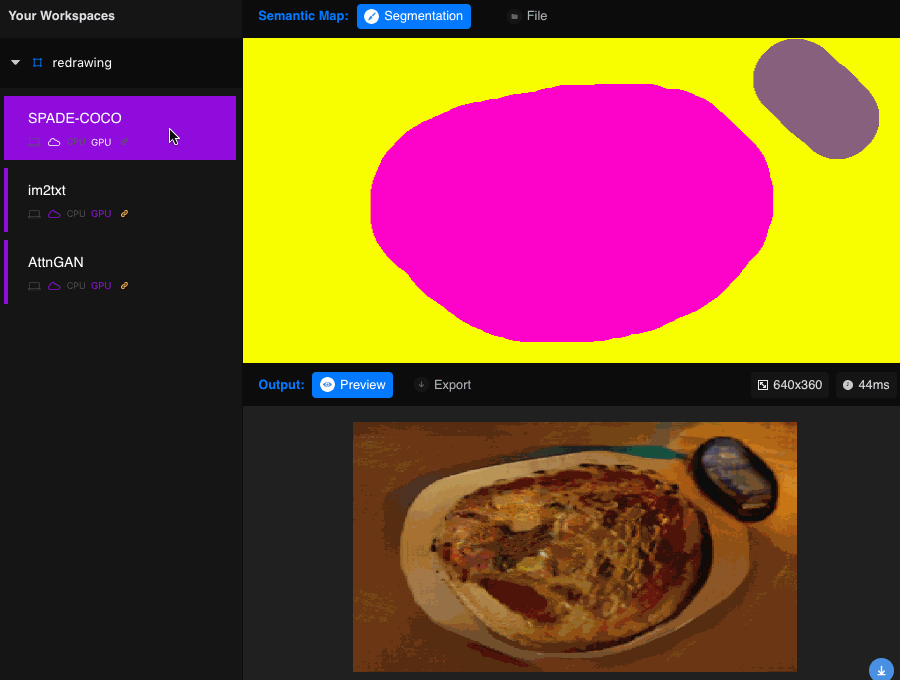 Your Workspaces
Semantic Map: Segmentation File
redrawing
SPADE-COCO
CPU GPU
im2txt
CPU GPU
AttnGAN
CPU GPU
Output: Preview Export 640x360 44ms